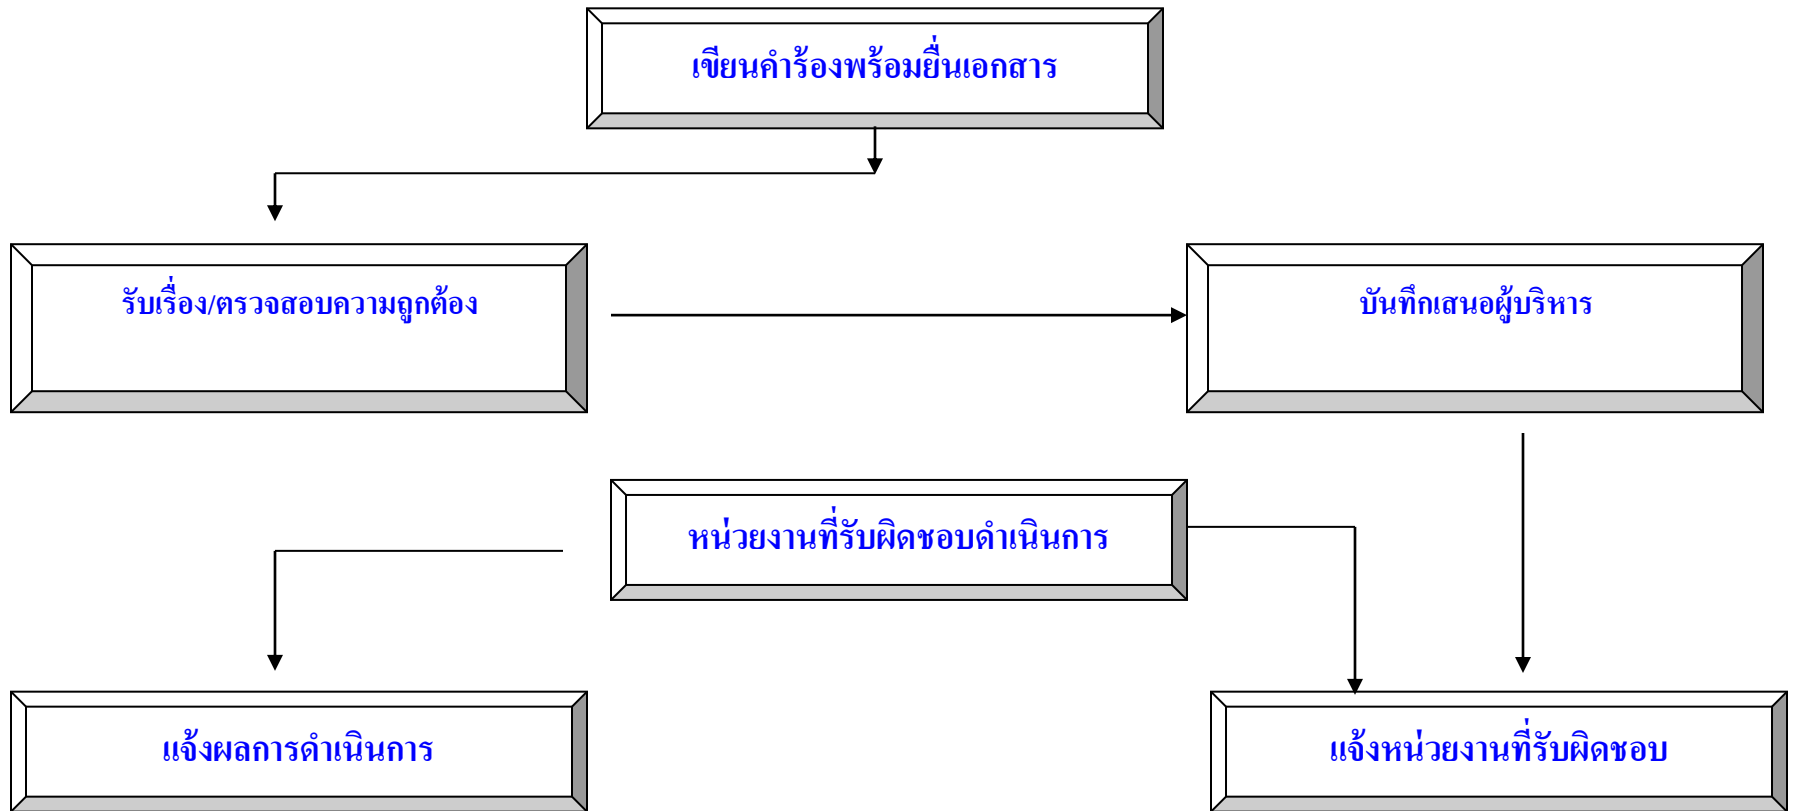 เขียนคำร้องพร้อมยื่นเอกสาร
รับเรื่อง/ตรวจสอบความถูกต้อง
บันทึกเสนอผู้บริหาร
หน่วยงานที่รับผิดชอบดำเนินการ
แจ้งผลการดำเนินการ
แจ้งหน่วยงานที่รับผิดชอบ